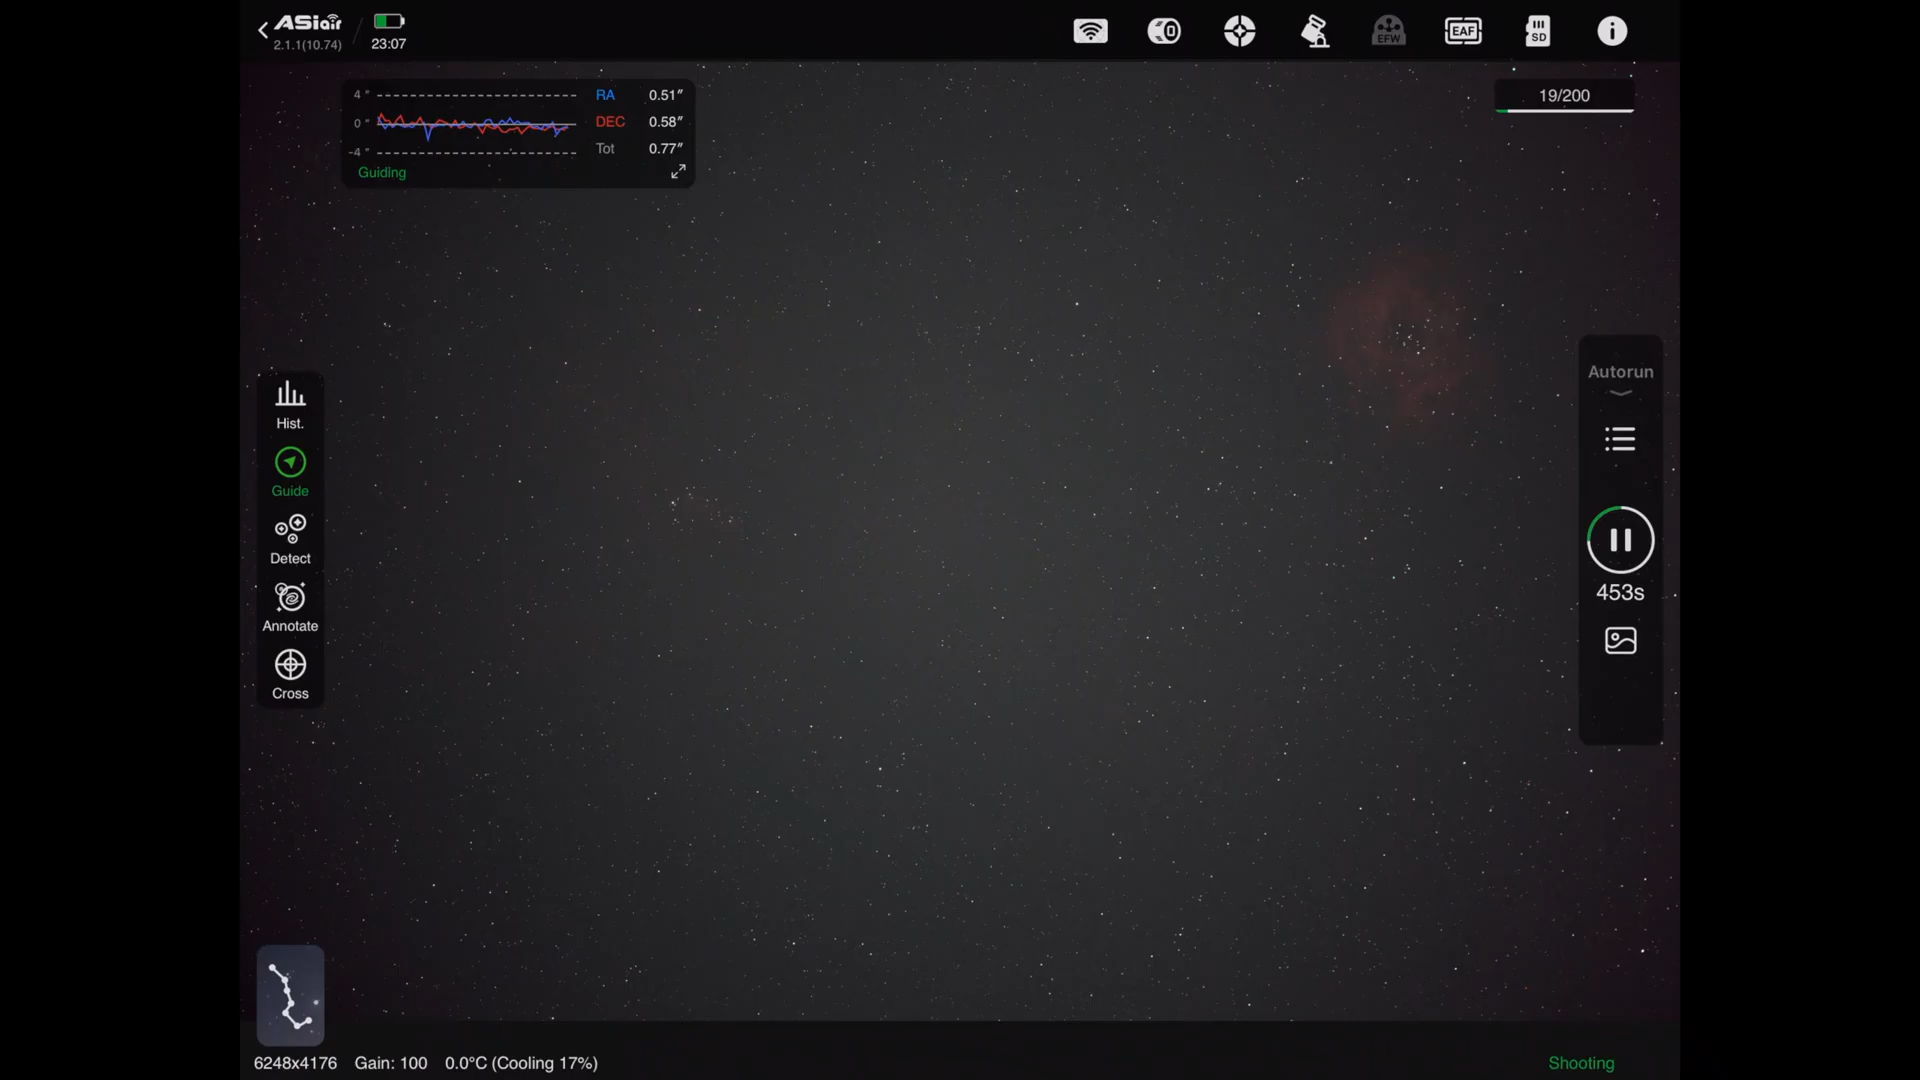 ASiair
2.1.1(10.74)
23:07
EFW
EAF
SD
4 "
0 "
-4 "
RA 0.51″
DEC 0.58″
Tot 0.77″
Guiding
19/200
Hist.
Guide
Detect
Annotate
Cross
Autorun
453s
6248x4176 Gain: 100 0.0°C (Cooling 17%)
Shooting